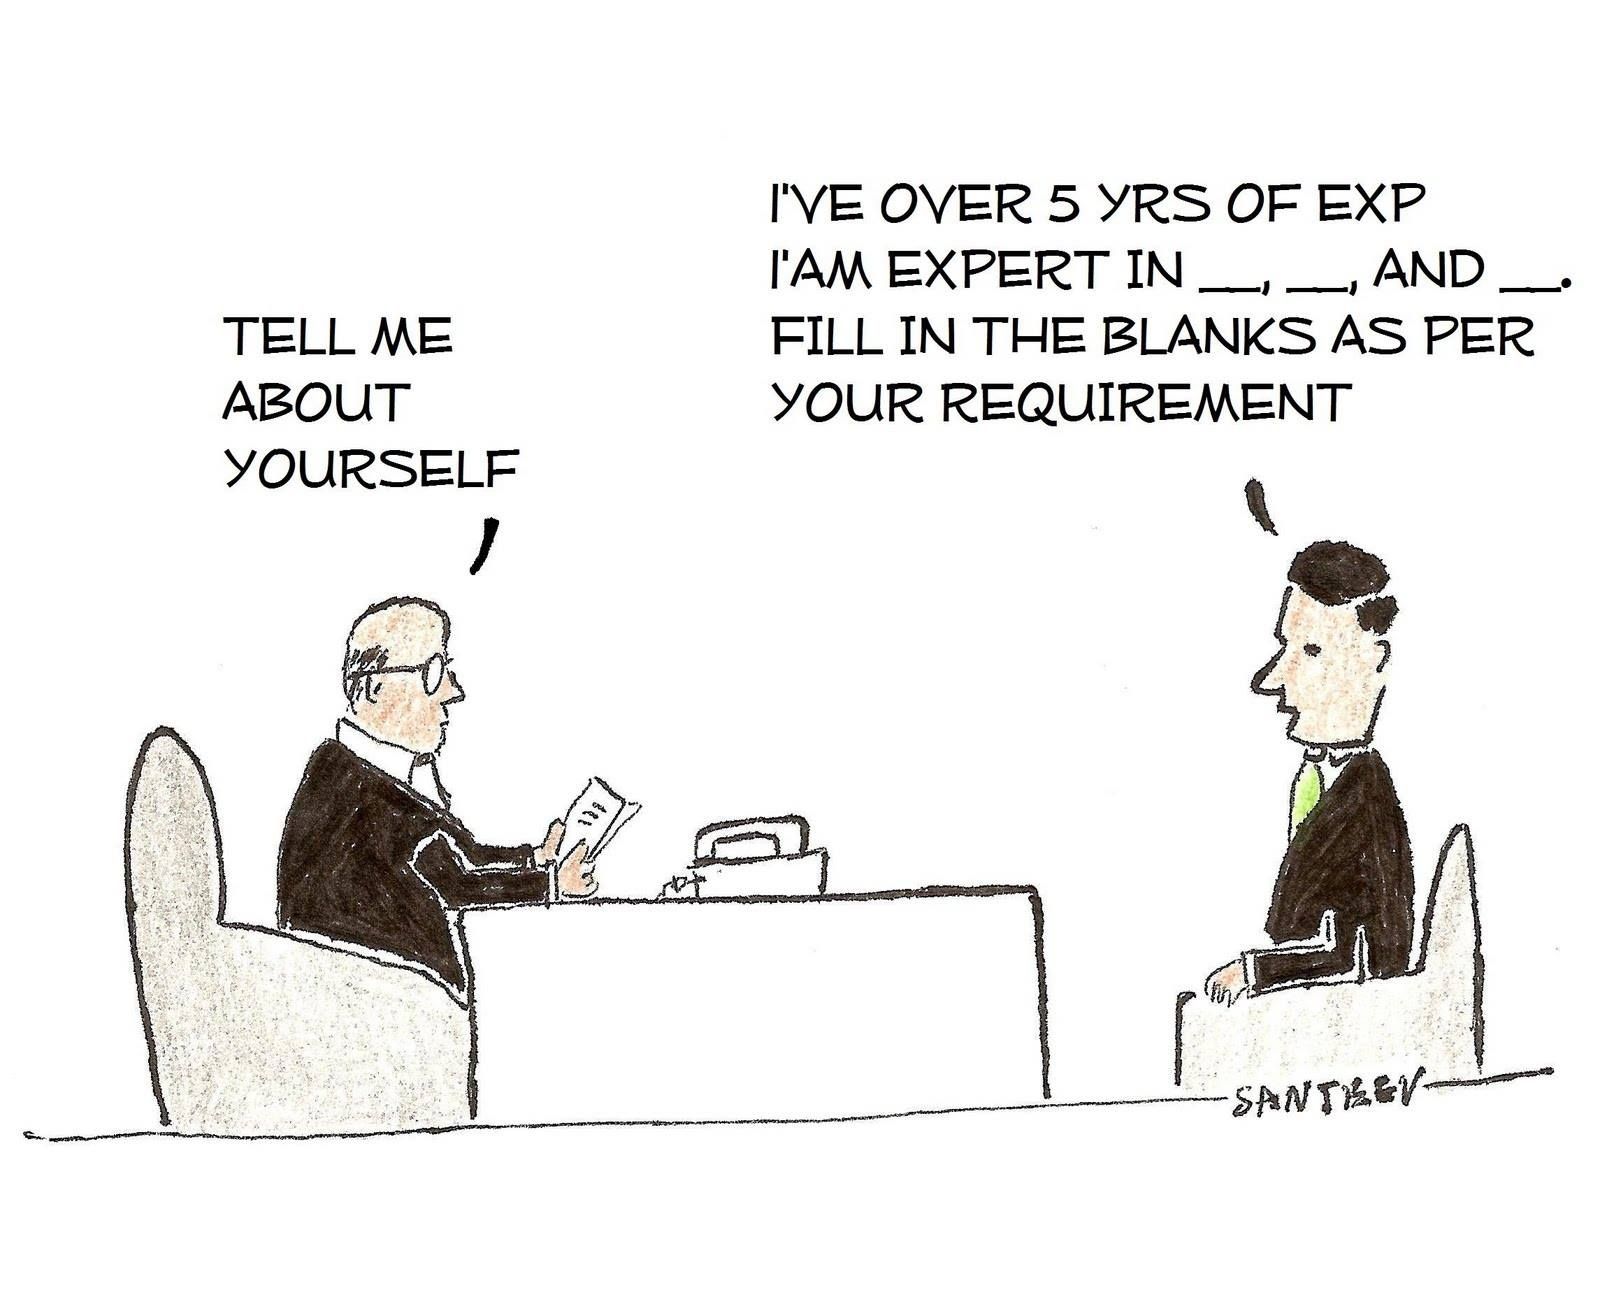 TELL ME
ABOUT
YOURSELF
I'VE OVER 5 YRS OF EXP
I'AM EXPERT IN __, __, AND __.
FILL IN THE BLANKS AS PER
YOUR REQUIREMENT
SANJEEV